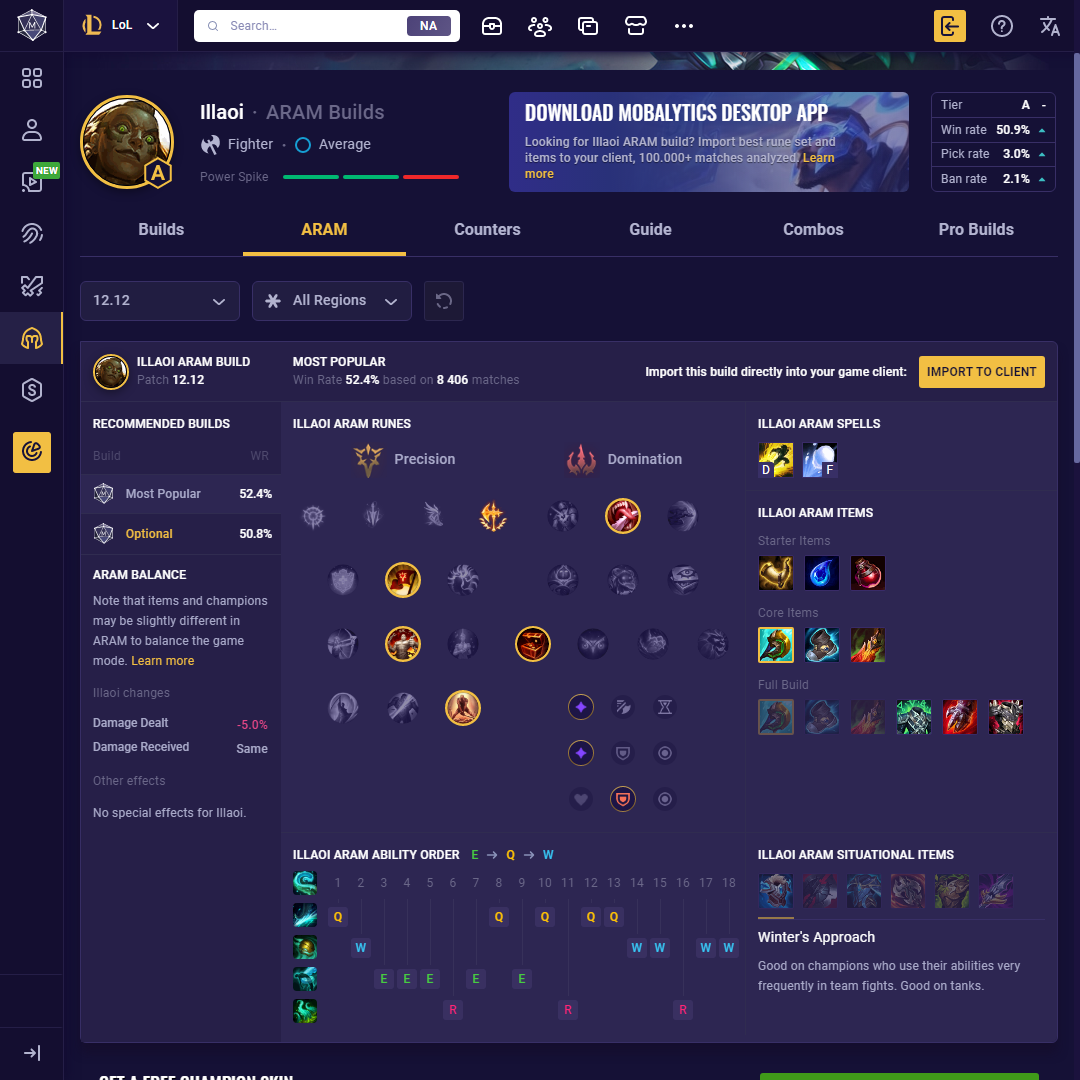 LoL
Search...
NA
NEW
Illaoi · ARAM Builds
Fighter · Average
Power Spike
A
DOWNLOAD MOBALYTICS DESKTOP APP
Looking for Illaoi ARAM build? Import best rune set and
items to your client, 100.000+ matches analyzed. Learn
more
Tier A -
Win rate 50.9%
Pick rate 3.0%
Ban rate 2.1%
Builds
ARAM
Counters
Guide
Combos
Pro Builds
12.12
All Regions
ILLAOI ARAM BUILD
Patch 12.12
MOST POPULAR
Win Rate 52.4% based on 8 406 matches
Import this build directly into your game client:
IMPORT TO CLIENT
RECOMMENDED BUILDS
Build WR
Most Popular 52.4%
Optional 50.8%
ARAM BALANCE
Note that items and champions
may be slightly different in
ARAM to balance the game
mode. Learn more
Illaoi changes
Damage Dealt -5.0%
Damage Received Same
Other effects
No special effects for Illaoi.
ILLAOI ARAM RUNES
Precision
Domination
ILLAOI ARAM SPELLS
D F
ILLAOI ARAM ITEMS
Starter Items
Core Items
Full Build
ILLAOI ARAM ABILITY ORDER E → Q → W
1 2 3 4 5 6 7 8 9 10 11 12 13 14 15 16 17 18
Q Q Q Q Q
W W W W W
E E E E E
R R R
ILLAOI ARAM SITUATIONAL ITEMS
Winter's Approach
Good on champions who use their abilities very
frequently in team fights. Good on tanks.
GET A FREE CHAMPION SKIN